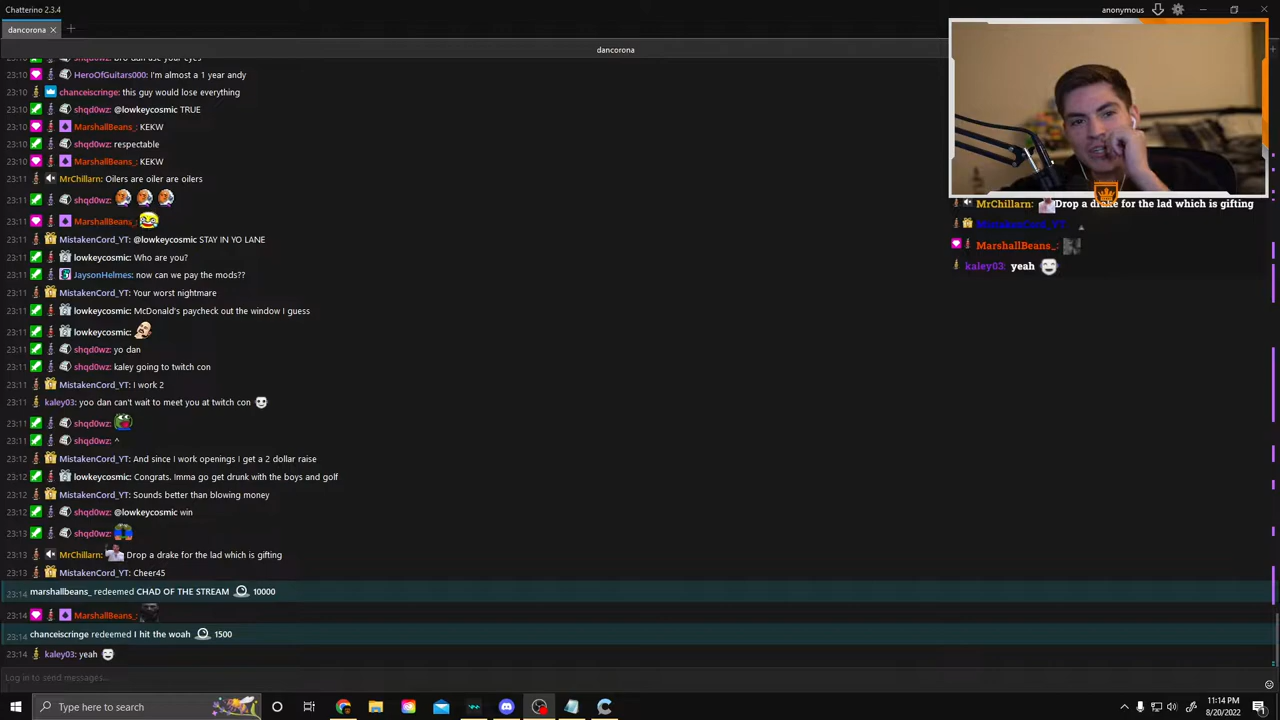 Chatterino 2.3.4
anonymous
dancorona
dancorona
23:10 HeroOfGuitars000: I'm almost a 1 year andy
23:10 chanceiscringe: this guy would lose everything
23:10 shqd0wz: @lowkeycosmic TRUE
23:10 MarshallBeans_: KEKW
23:10 shqd0wz: respectable
23:10 MarshallBeans_: KEKW
23:11 MrChillarn: Oilers are oiler are oilers
23:11 shqd0wz:
23:11 MarshallBeans_:
23:11 MistakenCord_YT: @lowkeycosmic STAY IN YO LANE
23:11 lowkeycosmic: Who are you?
23:11 JaysonHelmes: now can we pay the mods??
23:11 MistakenCord_YT: Your worst nightmare
23:11 lowkeycosmic: McDonald's paycheck out the window I guess
23:11 lowkeycosmic:
23:11 shqd0wz: yo dan
23:11 shqd0wz: kaley going to twitch con
23:11 MistakenCord_YT: I work 2
23:11 kaley03: yoo dan can't wait to meet you at twitch con
23:11 shqd0wz:
23:11 shqd0wz: ^
23:11 MistakenCord_YT: And since I work openings I get a 2 dollar raise
23:12 lowkeycosmic: Congrats. Imma go get drunk with the boys and golf
23:12 MistakenCord_YT: Sounds better than blowing money
23:12 shqd0wz: @lowkeycosmic win
23:13 shqd0wz:
23:13 MrChillarn: Drop a drake for the lad which is gifting
23:13 MistakenCord_YT: Cheer45
23:14 marshallbeans_ redeemed CHAD OF THE STREAM 10000
23:14 MarshallBeans_:
23:14 chanceiscringe redeemed I hit the woah 1500
23:14 kaley03: yeah
Log in to send messages...
MrChillarn: Drop a drake for the lad which is gifting
MistakenCord_YT:
MarshallBeans_:
kaley03: yeah
Type here to search
11:14 PM
8/20/2022